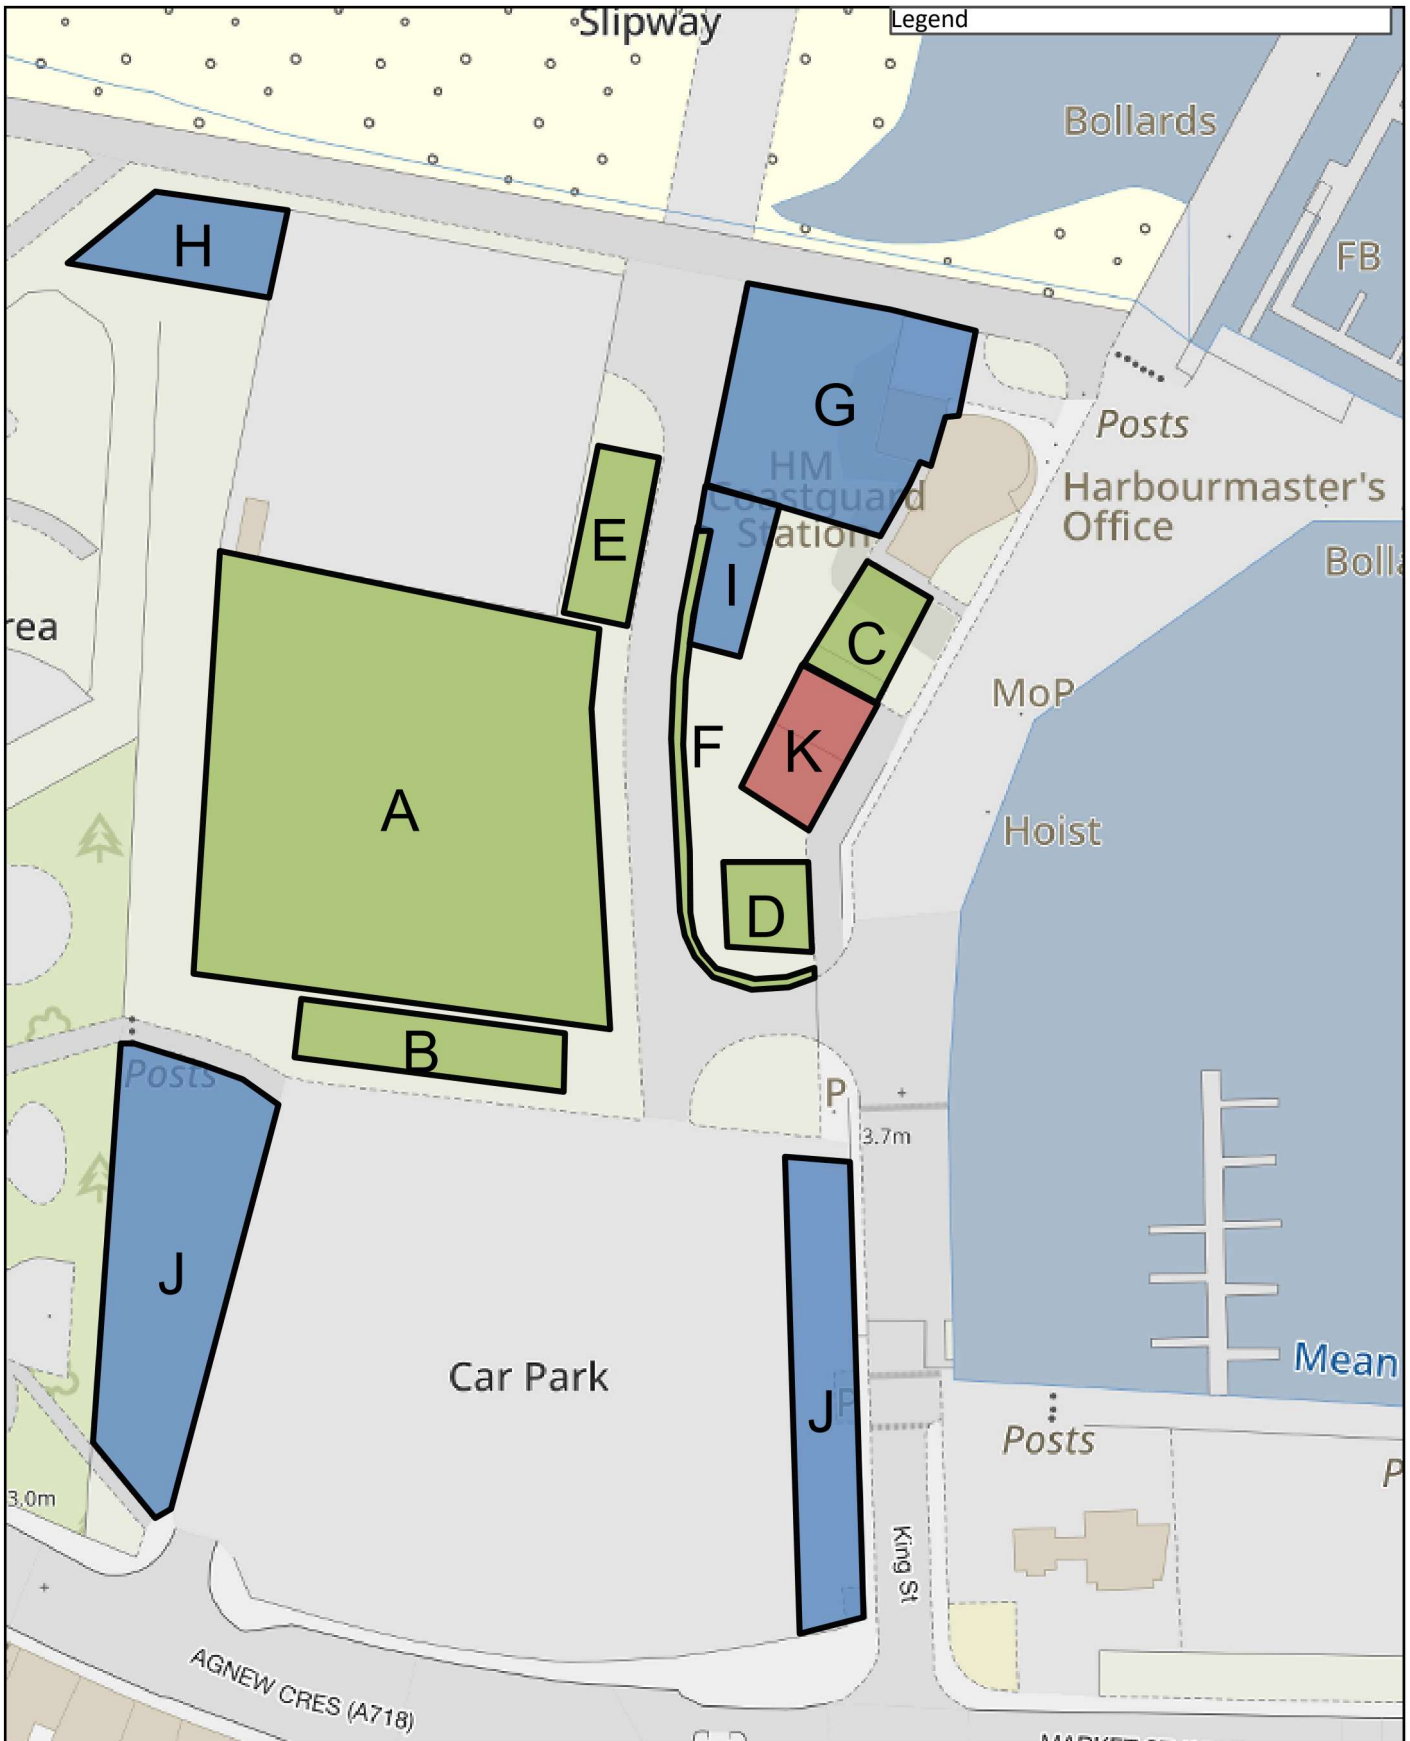 Slipway
Legend
Bollards
H
FB
G
Posts
HM
Coastguard
Station
Harbourmaster's
Office
E
I
Bolla
rea
C
MoP
F
K
A
Hoist
D
B
Posts
P
3.7m
J
Car Park
Mean
J
P
Posts
P
3.0m
King St
AGNEW CRES (A718)